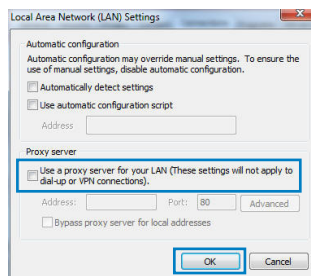 Local Area Network (LAN) Settings
Automatic configuration
Automatic configuration may override manual settings. To ensure the
use of manual settings, disable automatic configuration.
Automatically detect settings
Use automatic configuration script
Address
Proxy server
Use a proxy server for your LAN (These settings will not apply to
dial-up or VPN connections).
Address: Port: 80 Advanced
Bypass proxy server for local addresses
OK Cancel